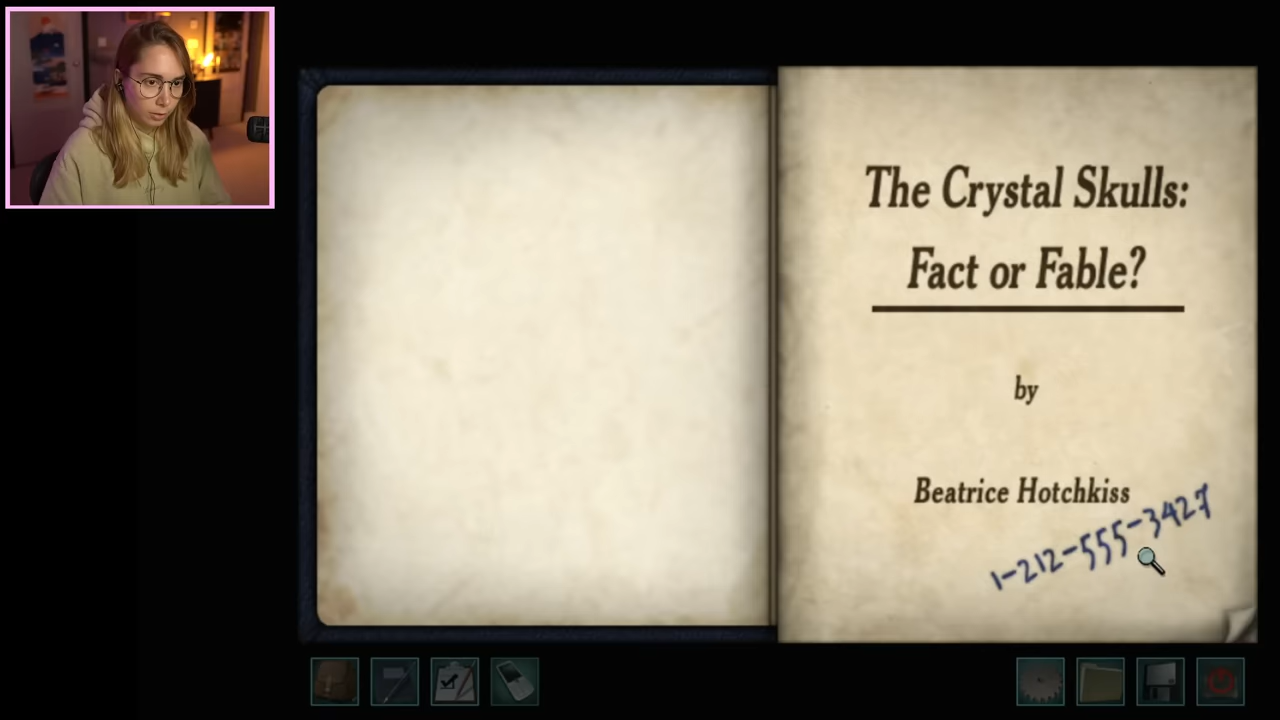 The Crystal Skulls:
Fact or Fable?
by
Beatrice Hotchkiss
1-212-555-3427